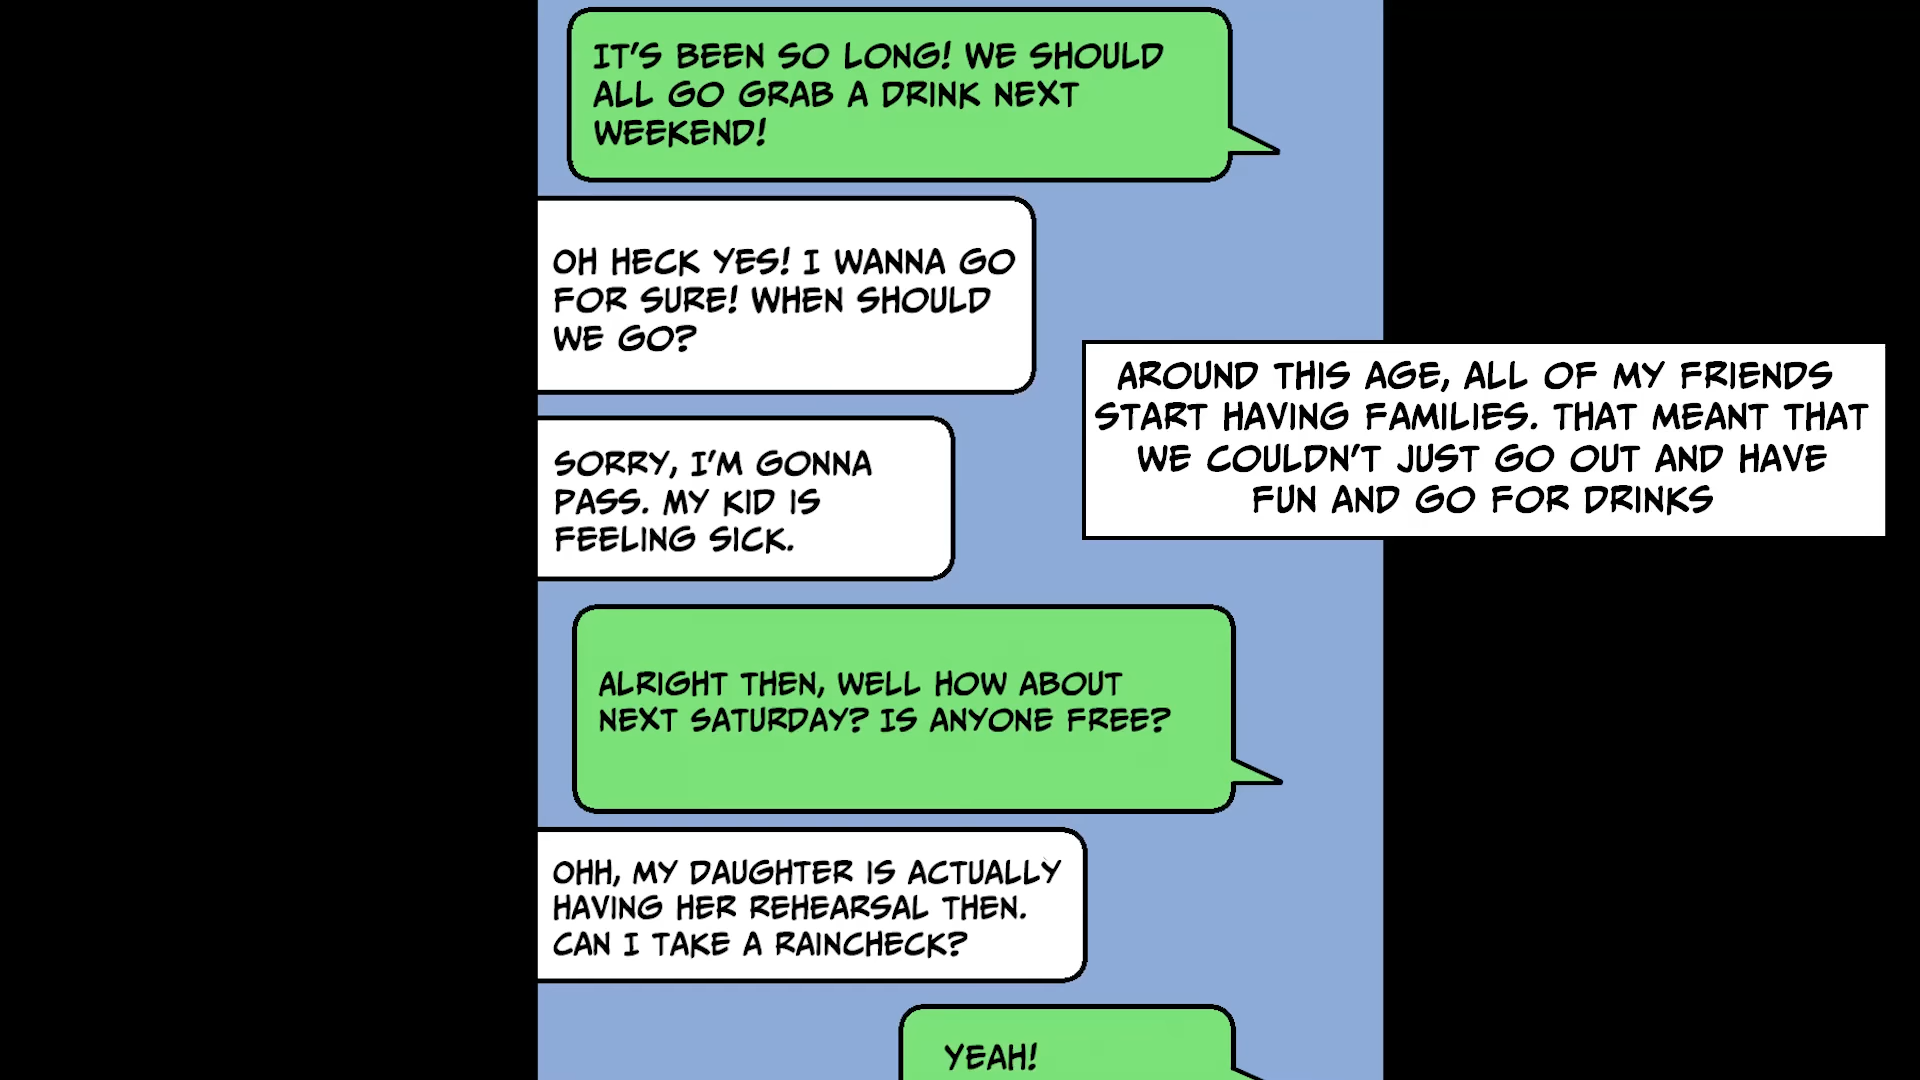 IT'S BEEN SO LONG! WE SHOULD
ALL GO GRAB A DRINK NEXT
WEEKEND!
OH HECK YES! I WANNA GO
FOR SURE! WHEN SHOULD
WE GO?
AROUND THIS AGE, ALL OF MY FRIENDS
START HAVING FAMILIES. THAT MEANT THAT
WE COULDN'T JUST GO OUT AND HAVE
FUN AND GO FOR DRINKS
SORRY, I'M GONNA
PASS. MY KID IS
FEELING SICK.
ALRIGHT THEN, WELL HOW ABOUT
NEXT SATURDAY? IS ANYONE FREE?
OHH, MY DAUGHTER IS ACTUALLY
HAVING HER REHEARSAL THEN.
CAN I TAKE A RAINCHECK?
YEAH!